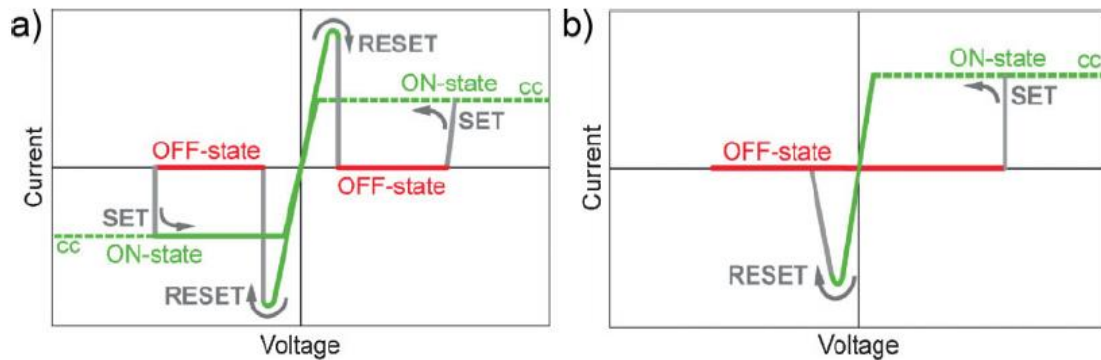 a)
RESET
ON-state
cc
SET
OFF-state
OFF-state
SET
cc
ON-state
RESET
Current
Voltage
b)
ON-state
cc
SET
OFF-state
RESET
Current
Voltage